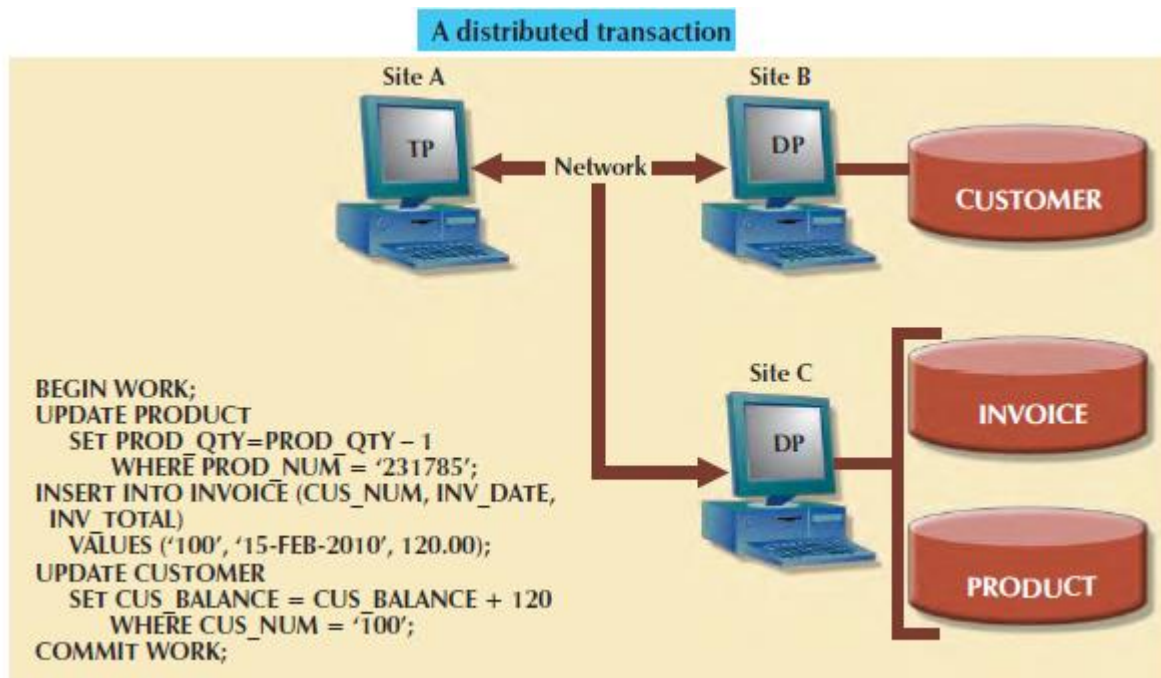 A distributed transaction
Site A
Site B
TP
Network
DP
CUSTOMER
Site C
DP
INVOICE
PRODUCT
BEGIN WORK;
UPDATE PRODUCT
SET PROD_QTY=PROD_QTY – 1
WHERE PROD_NUM = ‘231785’;
INSERT INTO INVOICE (CUS_NUM, INV_DATE,
INV_TOTAL)
VALUES (‘100’, ‘15-FEB-2010’, 120.00);
UPDATE CUSTOMER
SET CUS_BALANCE = CUS_BALANCE + 120
WHERE CUS_NUM = ‘100’;
COMMIT WORK;